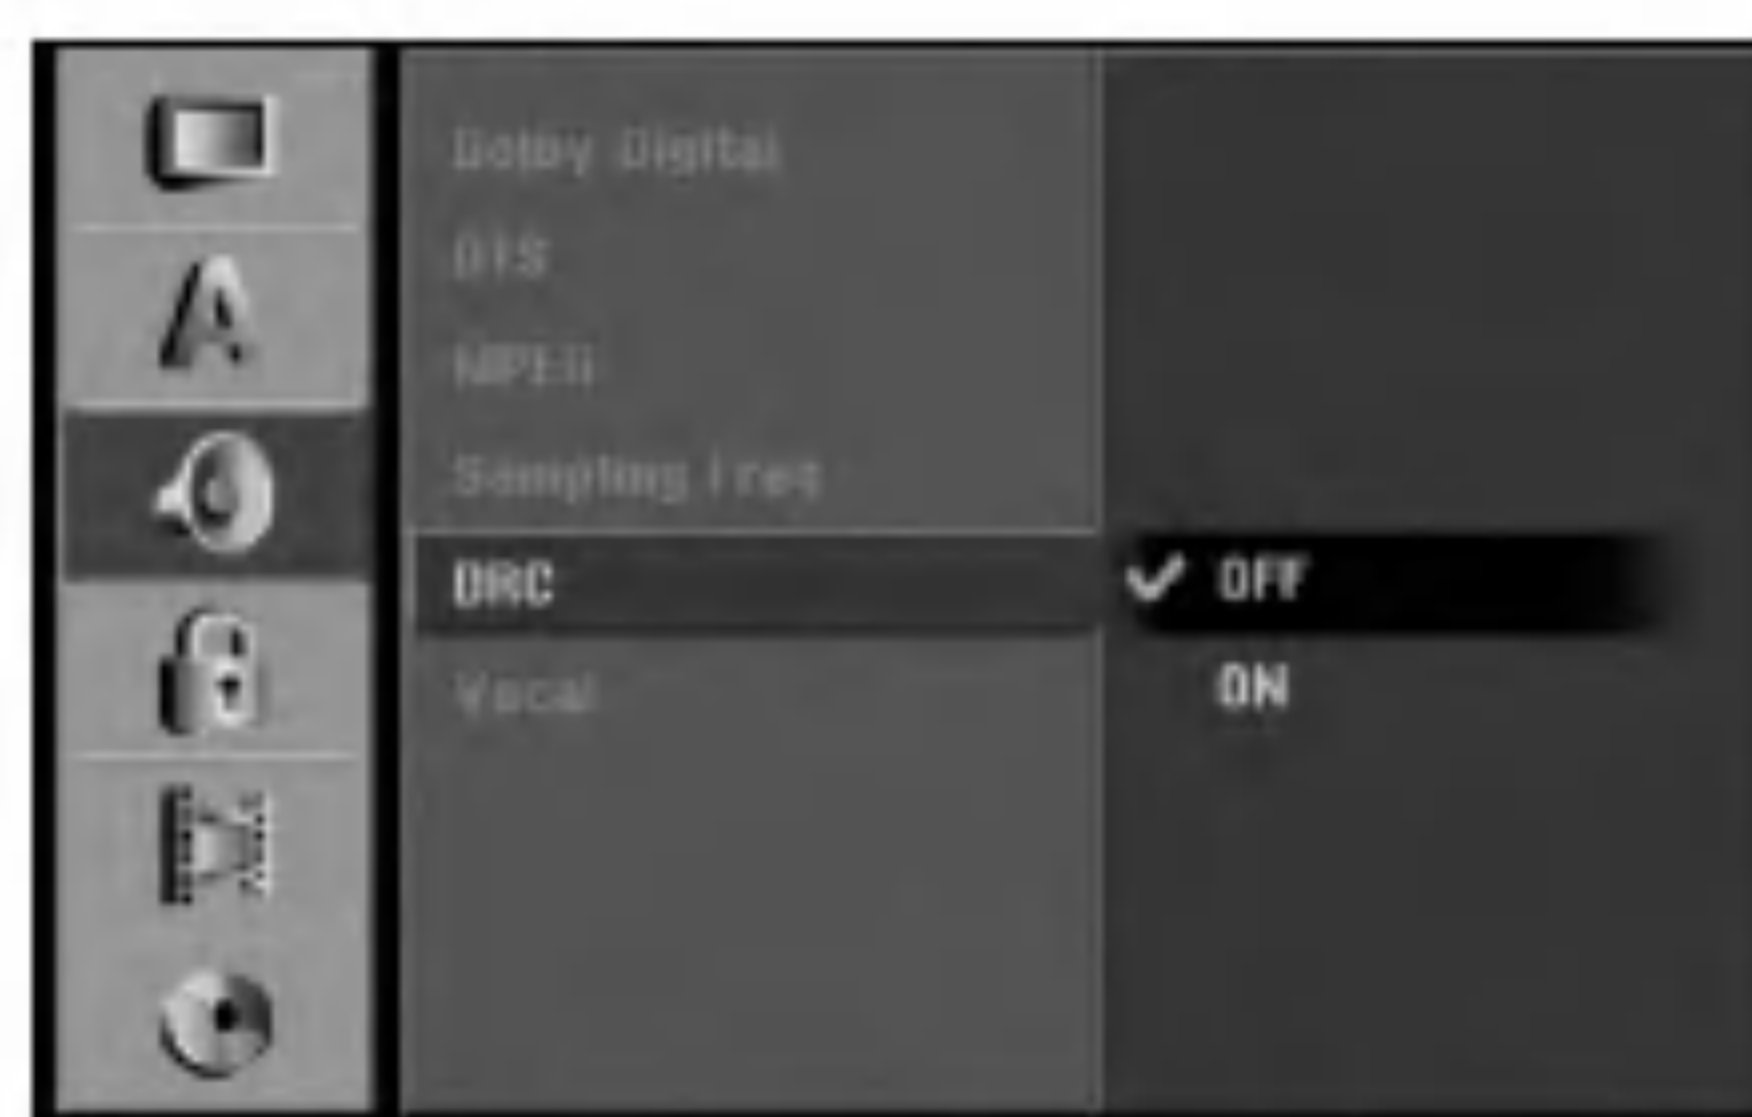 Dolby Digital
DTS
MPEG
Sampling Freq
DRC
OFF
ON
Vocal